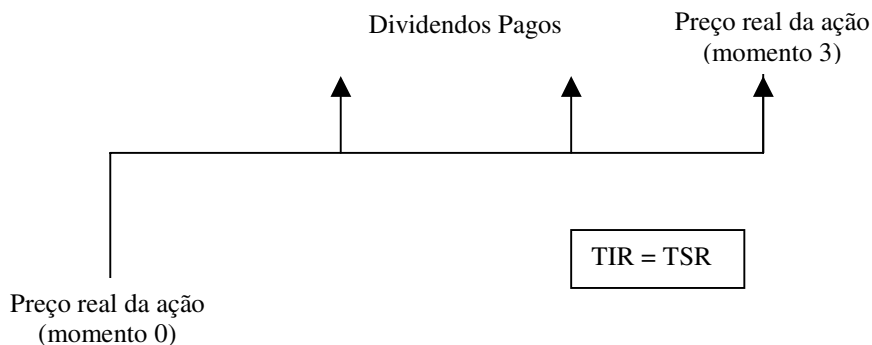 Dividendos Pagos
Preço real da ação
(momento 3)
TIR = TSR
Preço real da ação
(momento 0)